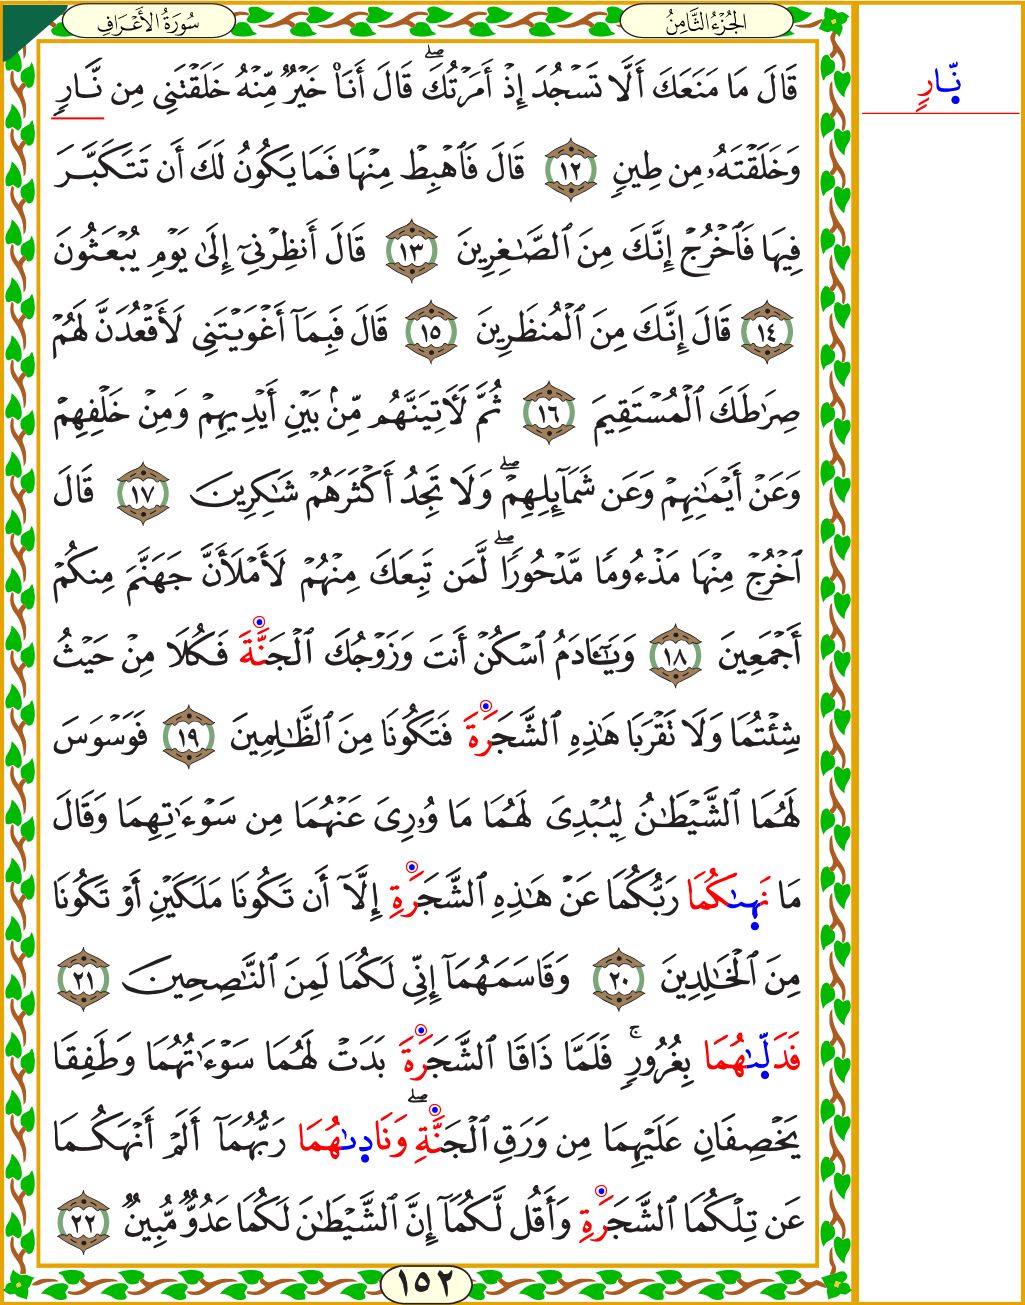 سُورَةُ الأَعْرَافِ
الجُزْءُ الثَّامِنُ
قَالَ مَا مَنَعَكَ أَلَّا تَسْجُدَ إِذْ أَمَرْتُكَۖ قَالَ أَنَا۠ خَيْرٌ مِّنْهُ خَلَقْتَنِى مِن نَّارٍ
وَخَلَقْتَهُۥ مِن طِينٍ ١٢ قَالَ فَٱهْبِطْ مِنْهَا فَمَا يَكُونُ لَكَ أَن تَتَكَبَّرَ
فِيهَا فَٱخْرُجْ إِنَّكَ مِنَ ٱلصَّٰغِرِينَ ١٣ قَالَ أَنظِرْنِىٓ إِلَىٰ يَوْمِ يُبْعَثُونَ
١٤ قَالَ إِنَّكَ مِنَ ٱلْمُنظَرِينَ ١٥ قَالَ فَبِمَآ أَغْوَيْتَنِى لَأَقْعُدَنَّ لَهُمْ
صِرَٰطَكَ ٱلْمُسْتَقِيمَ ١٦ ثُمَّ لَءَاتِيَنَّهُم مِّنۢ بَيْنِ أَيْدِيهِمْ وَمِنْ خَلْفِهِمْ
وَعَنْ أَيْمَٰنِهِمْ وَعَن شَمَآئِلِهِمْۖ وَلَا تَجِدُ أَكْثَرَهُمْ شَٰكِرِينَ ١٧ قَالَ
ٱخْرُجْ مِنْهَا مَذْءُومًا مَّدْحُورًاۖ لَّمَن تَبِعَكَ مِنْهُمْ لَأَمْلَأَنَّ جَهَنَّمَ مِنكُمْ
أَجْمَعِينَ ١٨ وَيَٰٓـَٔادَمُ ٱسْكُنْ أَنتَ وَزَوْجُكَ ٱلْجَنَّةَ فَكُلَا مِنْ حَيْثُ
شِئْتُمَا وَلَا تَقْرَبَا هَٰذِهِ ٱلشَّجَرَةَ فَتَكُونَا مِنَ ٱلظَّٰلِمِينَ ١٩ فَوَسْوَسَ
لَهُمَا ٱلشَّيْطَٰنُ لِيُبْدِىَ لَهُمَا مَا وُۥرِىَ عَنْهُمَا مِن سَوْءَٰتِهِمَا وَقَالَ
مَا نَهَىٰكُمَا رَبُّكُمَا عَنْ هَٰذِهِ ٱلشَّجَرَةِ إِلَّآ أَن تَكُونَا مَلَكَيْنِ أَوْ تَكُونَا
مِنَ ٱلْخَٰلِدِينَ ٢٠ وَقَاسَمَهُمَآ إِنِّى لَكُمَا لَمِنَ ٱلنَّٰصِحِينَ ٢١
فَدَلَّىٰهُمَا بِغُرُورٍۚ فَلَمَّا ذَاقَا ٱلشَّجَرَةَ بَدَتْ لَهُمَا سَوْءَٰتُهُمَا وَطَفِقَا
يَخْصِفَانِ عَلَيْهِمَا مِن وَرَقِ ٱلْجَنَّةِۖ وَنَادَىٰهُمَا رَبُّهُمَآ أَلَمْ أَنْهَكُمَا
عَن تِلْكُمَا ٱلشَّجَرَةِ وَأَقُل لَّكُمَآ إِنَّ ٱلشَّيْطَٰنَ لَكُمَا عَدُوٌّ مُّبِينٌ ٢٢
١٥٢
نّارٍ